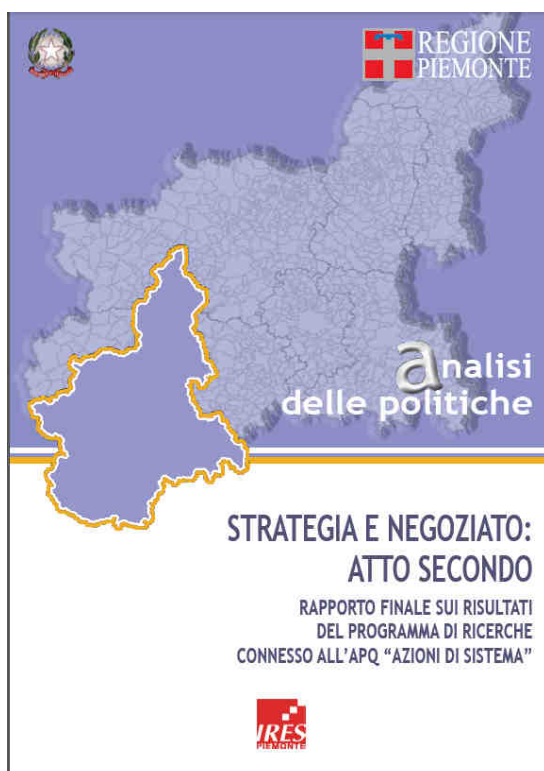 REGIONE
PIEMONTE
analisi
delle politiche
STRATEGIA E NEGOZIATO:
ATTO SECONDO
RAPPORTO FINALE SUI RISULTATI
DEL PROGRAMMA DI RICERCHE
CONNESSO ALL'APQ "AZIONI DI SISTEMA"
IRES
PIEMONTE